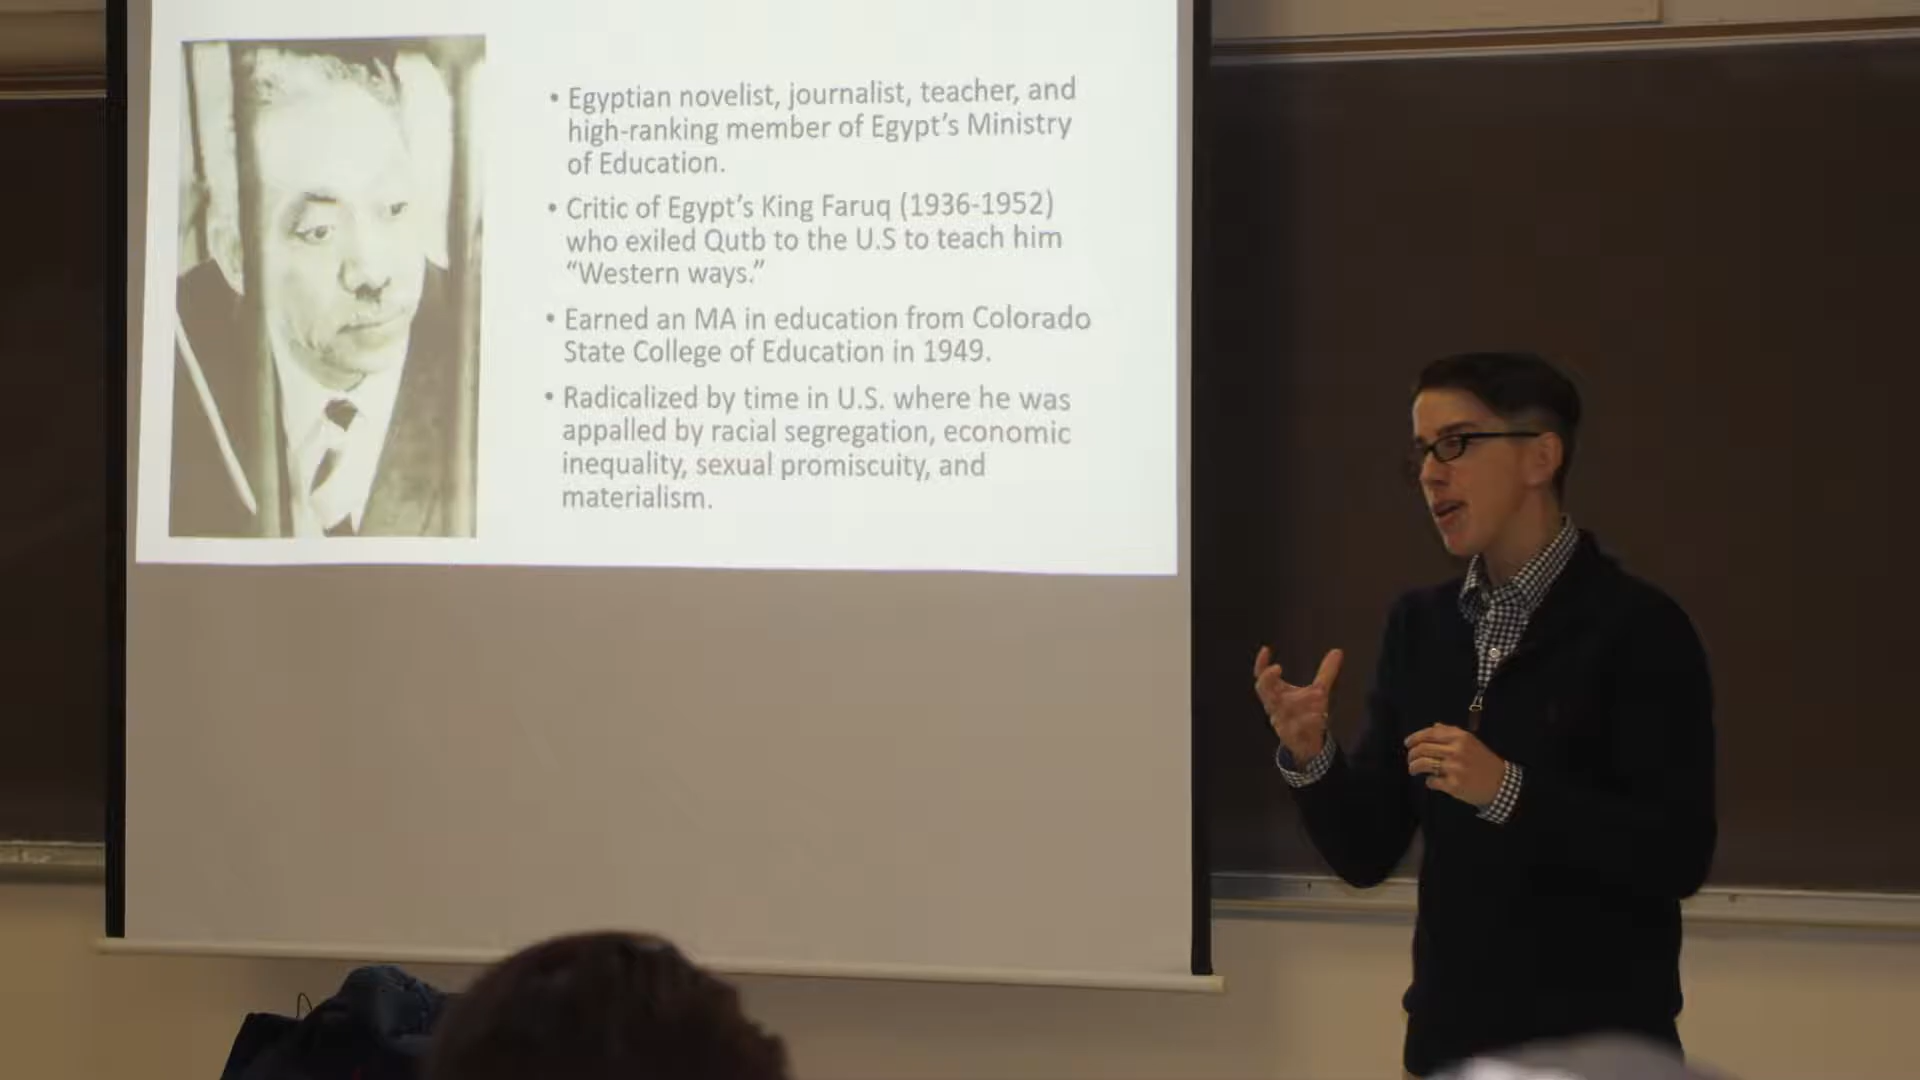 • Egyptian novelist, journalist, teacher, and
high-ranking member of Egypt's Ministry
of Education.
• Critic of Egypt's King Faruq (1936-1952)
who exiled Qutb to the U.S to teach him
“Western ways.”
• Earned an MA in education from Colorado
State College of Education in 1949.
• Radicalized by time in U.S. where he was
appalled by racial segregation, economic
inequality, sexual promiscuity, and
materialism.